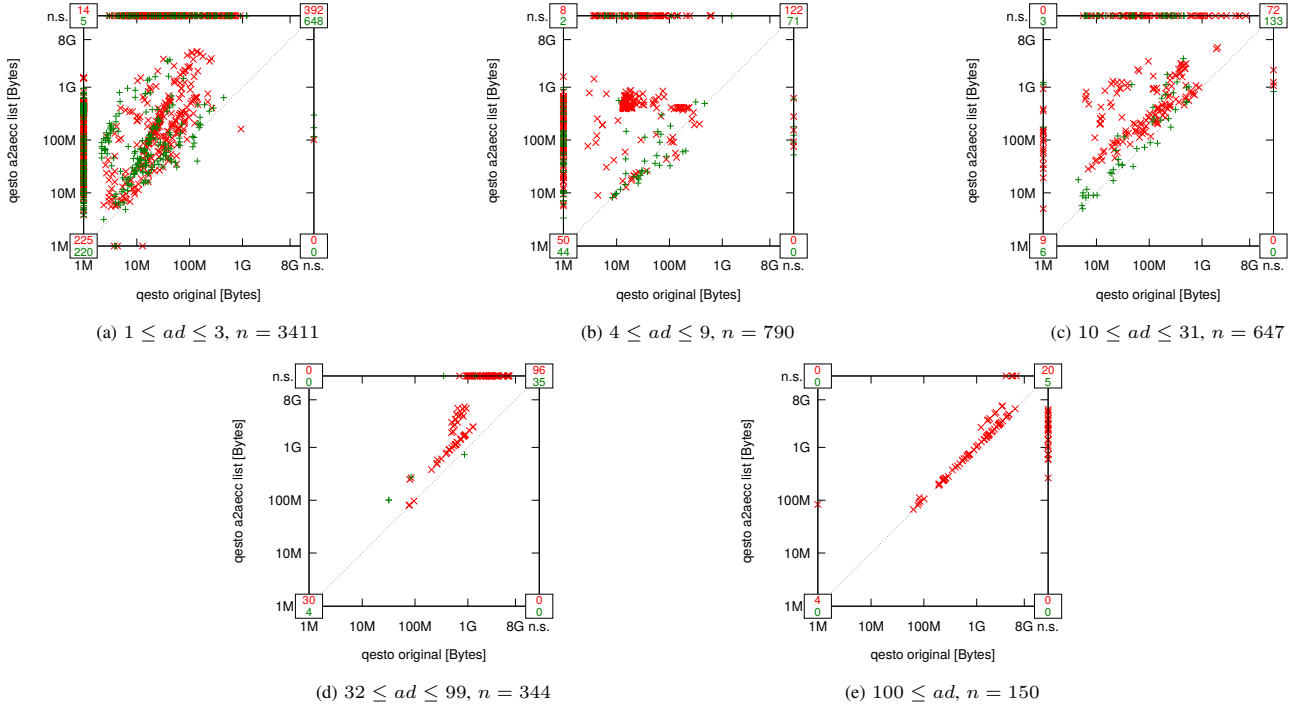 n.s.
14
5
392
648
8G
1G
100M
10M
1M
225
220
0
0
1M
10M
100M
1G
8G
n.s.
qesto a2aecc list [Bytes]
qesto original [Bytes]
(a) 1 ≤ ad ≤ 3, n = 3411
n.s.
8
2
122
71
8G
1G
100M
10M
1M
50
44
0
0
1M
10M
100M
1G
8G
n.s.
qesto a2aecc list [Bytes]
qesto original [Bytes]
(b) 4 ≤ ad ≤ 9, n = 790
n.s.
0
3
72
133
8G
1G
100M
10M
1M
9
6
0
0
1M
10M
100M
1G
8G
n.s.
qesto a2aecc list [Bytes]
qesto original [Bytes]
(c) 10 ≤ ad ≤ 31, n = 647
n.s.
0
0
96
35
8G
1G
100M
10M
1M
30
4
0
0
1M
10M
100M
1G
8G
n.s.
qesto a2aecc list [Bytes]
qesto original [Bytes]
(d) 32 ≤ ad ≤ 99, n = 344
n.s.
0
0
20
5
8G
1G
100M
10M
1M
4
0
0
0
1M
10M
100M
1G
8G
n.s.
qesto a2aecc list [Bytes]
qesto original [Bytes]
(e) 100 ≤ ad, n = 150